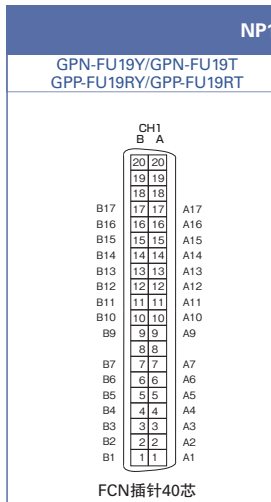 NP1
GPN-FU19Y/GPN-FU19T
GPP-FU19RY/GPP-FU19RT
CH1
B A
20 20
19 19
18 18
B17 17 17 A17
B16 16 16 A16
B15 15 15 A15
B14 14 14 A14
B13 13 13 A13
B12 12 12 A12
B11 11 11 A11
B10 10 10 A10
B9 9 9 A9
8 8
B7 7 7 A7
B6 6 6 A6
B5 5 5 A5
B4 4 4 A4
B3 3 3 A3
B2 2 2 A2
B1 1 1 A1
FCN插针40芯